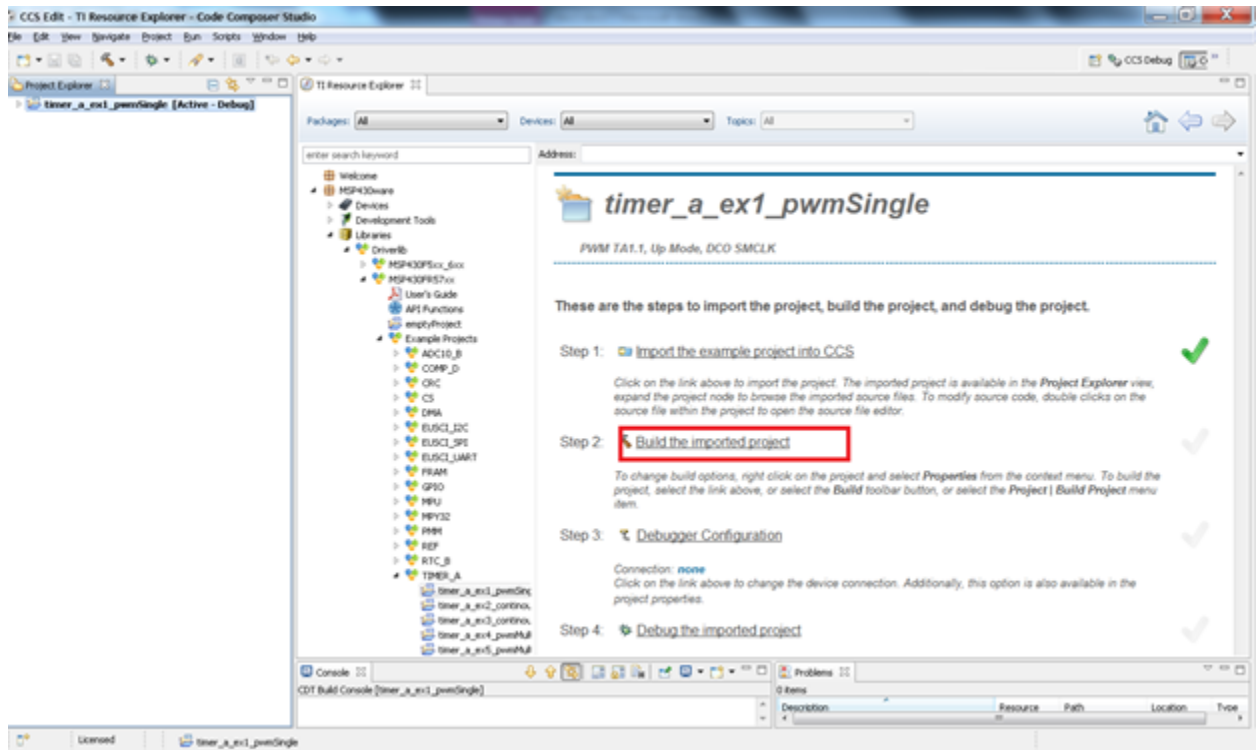 CCS Edit - TI Resource Explorer - Code Composer Studio
File Edit View Navigate Project Run Scripts Window Help
CCS Debug
Project Explorer
TI Resource Explorer
timer_a_ex1_pwmSingle [Active - Debug]
Packages: All Devices: All Topics: All
enter search keyword
Address:
Welcome
MSP430ware
Devices
Development Tools
Libraries
Driverlib
MSP430F5xx_6xx
MSP430FR57xx
User's Guide
API Functions
emptyProject
Example Projects
ADC10_B
COMP_D
CRC
CS
DMA
EUSCI_I2C
EUSCI_SPI
EUSCI_UART
FRAM
GPIO
MPU
MPY32
PMM
REF
RTC_B
TIMER_A
timer_a_ex1_pwmSing
timer_a_ex2_continou
timer_a_ex3_continou
timer_a_ex4_pwmMul
timer_a_ex5_pwmMul
timer_a_ex1_pwmSingle
PWM TA1.1, Up Mode, DCO SMCLK
These are the steps to import the project, build the project, and debug the project.
Step 1: Import the example project into CCS
Click on the link above to import the project. The imported project is available in the Project Explorer view,
expand the project node to browse the imported source files. To modify source code, double clicks on the
source file within the project to open the source file editor.
Step 2: Build the imported project
To change build options, right click on the project and select Properties from the context menu. To build the
project, select the link above, or select the Build toolbar button, or select the Project | Build Project menu
item.
Step 3: Debugger Configuration
Connection: none
Click on the link above to change the device connection. Additionally, this option is also available in the
project properties.
Step 4: Debug the imported project
Console
CDT Build Console [timer_a_ex1_pwmSingle]
Problems
0 items
Description Resource Path Location Type
Licensed timer_a_ex1_pwmSingle